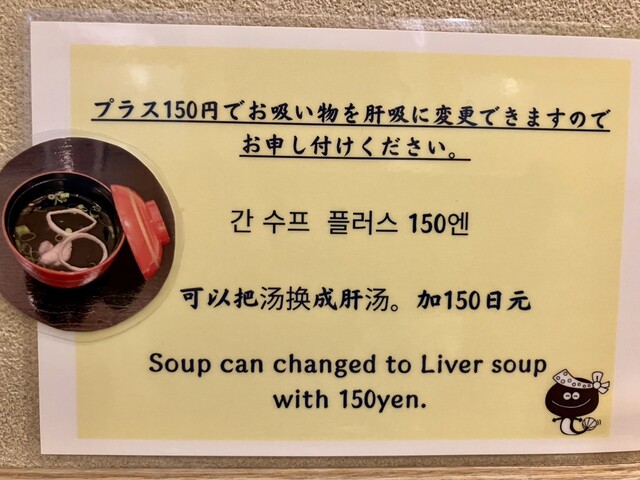 プラス150円でお吸い物を肝吸に変更できますので
お申し付けください。
간 수프 플러스 150엔
可以把汤换成肝汤。加150日元
Soup can changed to Liver soup
with 150yen.